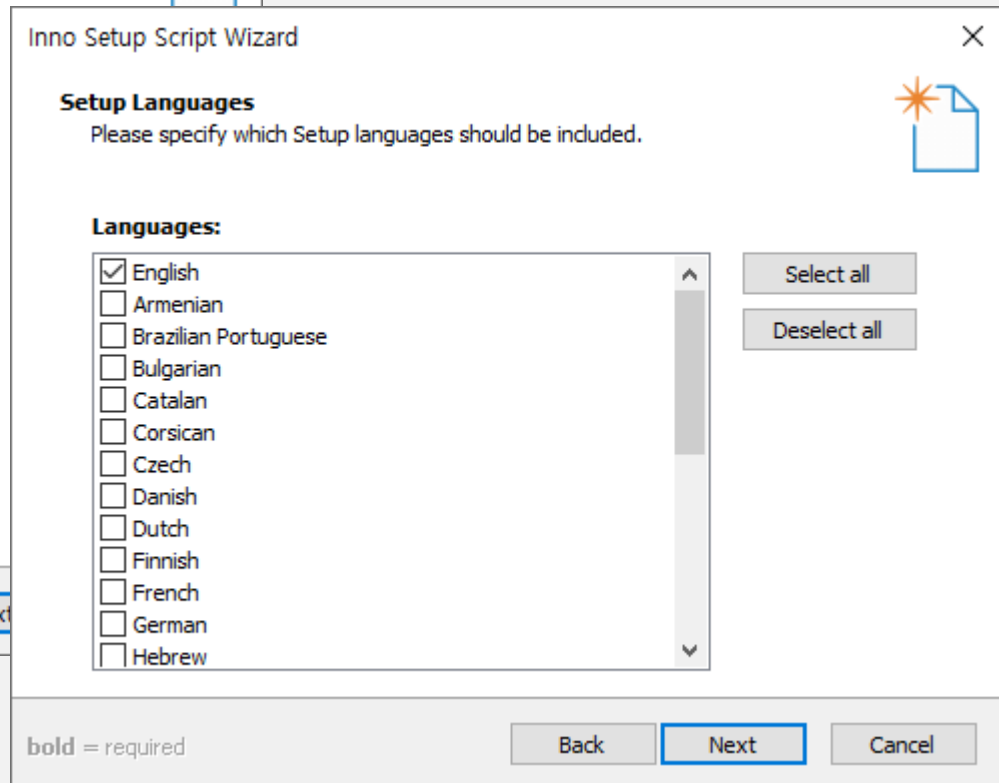 Inno Setup Script Wizard
Setup Languages
Please specify which Setup languages should be included.
Languages:
English
Armenian
Brazilian Portuguese
Bulgarian
Catalan
Corsican
Czech
Danish
Dutch
Finnish
French
German
Hebrew
Select all
Deselect all
bold = required
Back
Next
Cancel